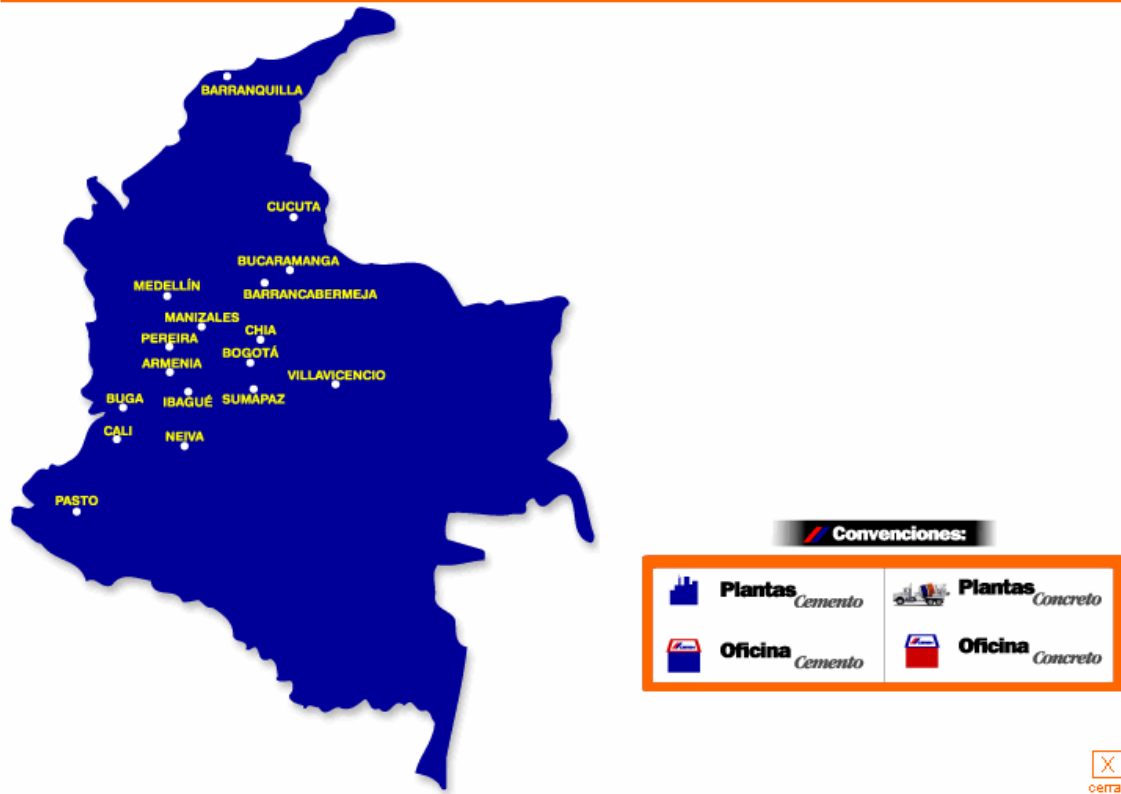 BARRANQUILLA
CUCUTA
BUCARAMANGA
MEDELLÍN
BARRANCABERMEJA
MANIZALES
CHIA
PEREIRA
BOGOTÁ
ARMENIA
VILLAVICENCIO
BUGA
IBAGUÉ
SUMAPAZ
CALI
NEIVA
PASTO
Convenciones:
Plantas Cemento
Plantas Concreto
Oficina Cemento
Oficina Concreto
X
cerra